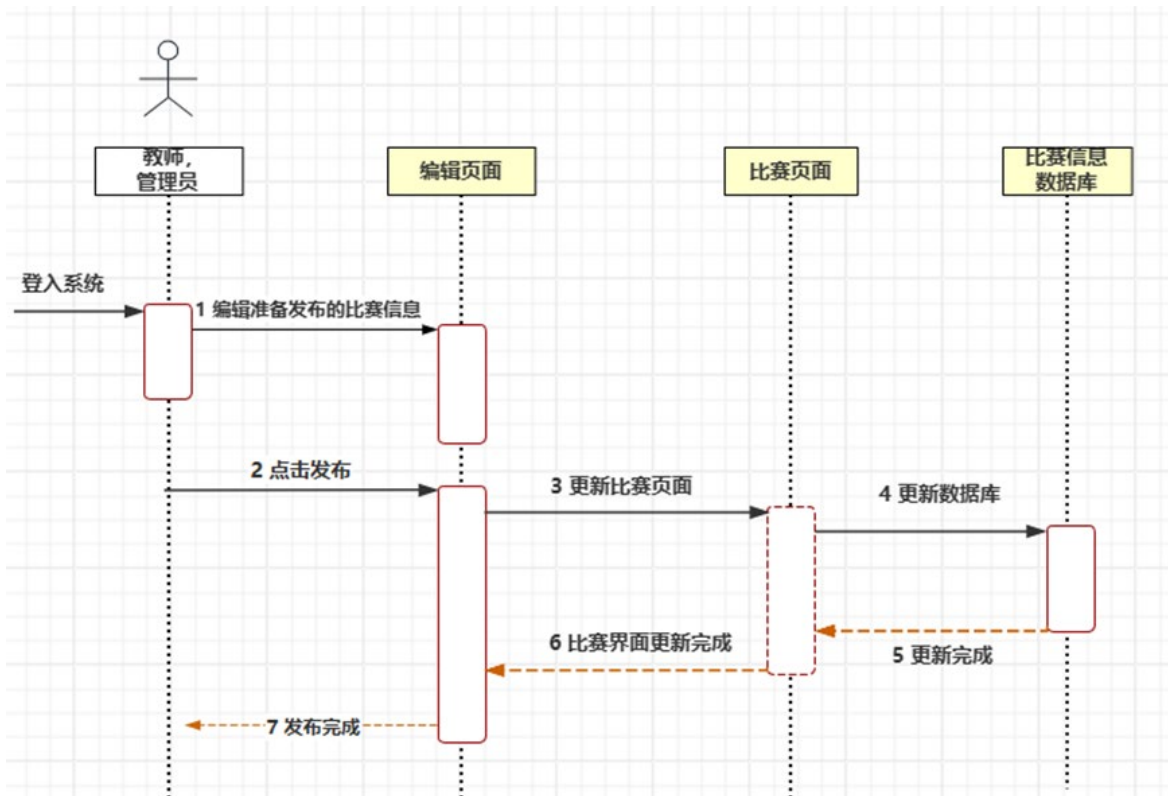 教师，
管理员
编辑页面
比赛页面
比赛信息
数据库
登入系统
1 编辑准备发布的比赛信息
2 点击发布
3 更新比赛页面
4 更新数据库
5 更新完成
6 比赛界面更新完成
7 发布完成